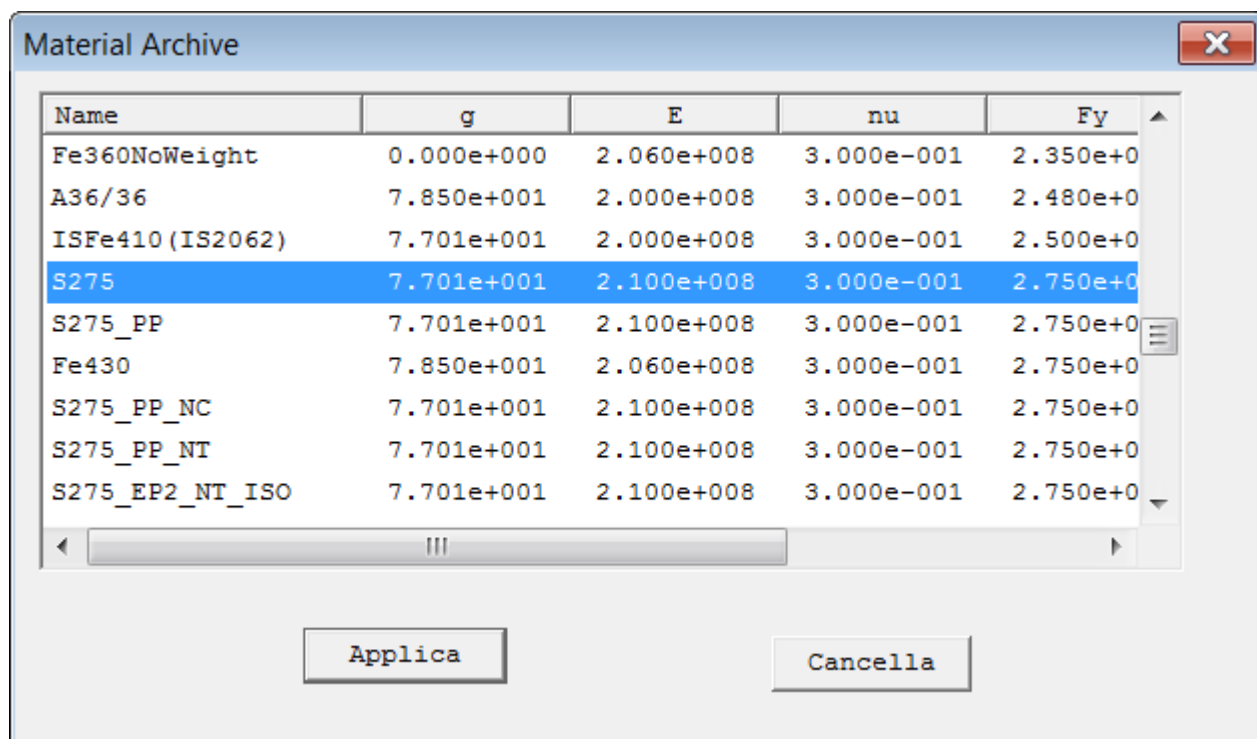 Material Archive
Name g E nu Fy
Fe360NoWeight 0.000e+000 2.060e+008 3.000e-001 2.350e+0
A36/36 7.850e+001 2.000e+008 3.000e-001 2.480e+0
ISFe410(IS2062) 7.701e+001 2.000e+008 3.000e-001 2.500e+0
S275 7.701e+001 2.100e+008 3.000e-001 2.750e+0
S275_PP 7.701e+001 2.100e+008 3.000e-001 2.750e+0
Fe430 7.850e+001 2.060e+008 3.000e-001 2.750e+0
S275_PP_NC 7.701e+001 2.100e+008 3.000e-001 2.750e+0
S275_PP_NT 7.701e+001 2.100e+008 3.000e-001 2.750e+0
S275_EP2_NT_ISO 7.701e+001 2.100e+008 3.000e-001 2.750e+0
Applica Cancella